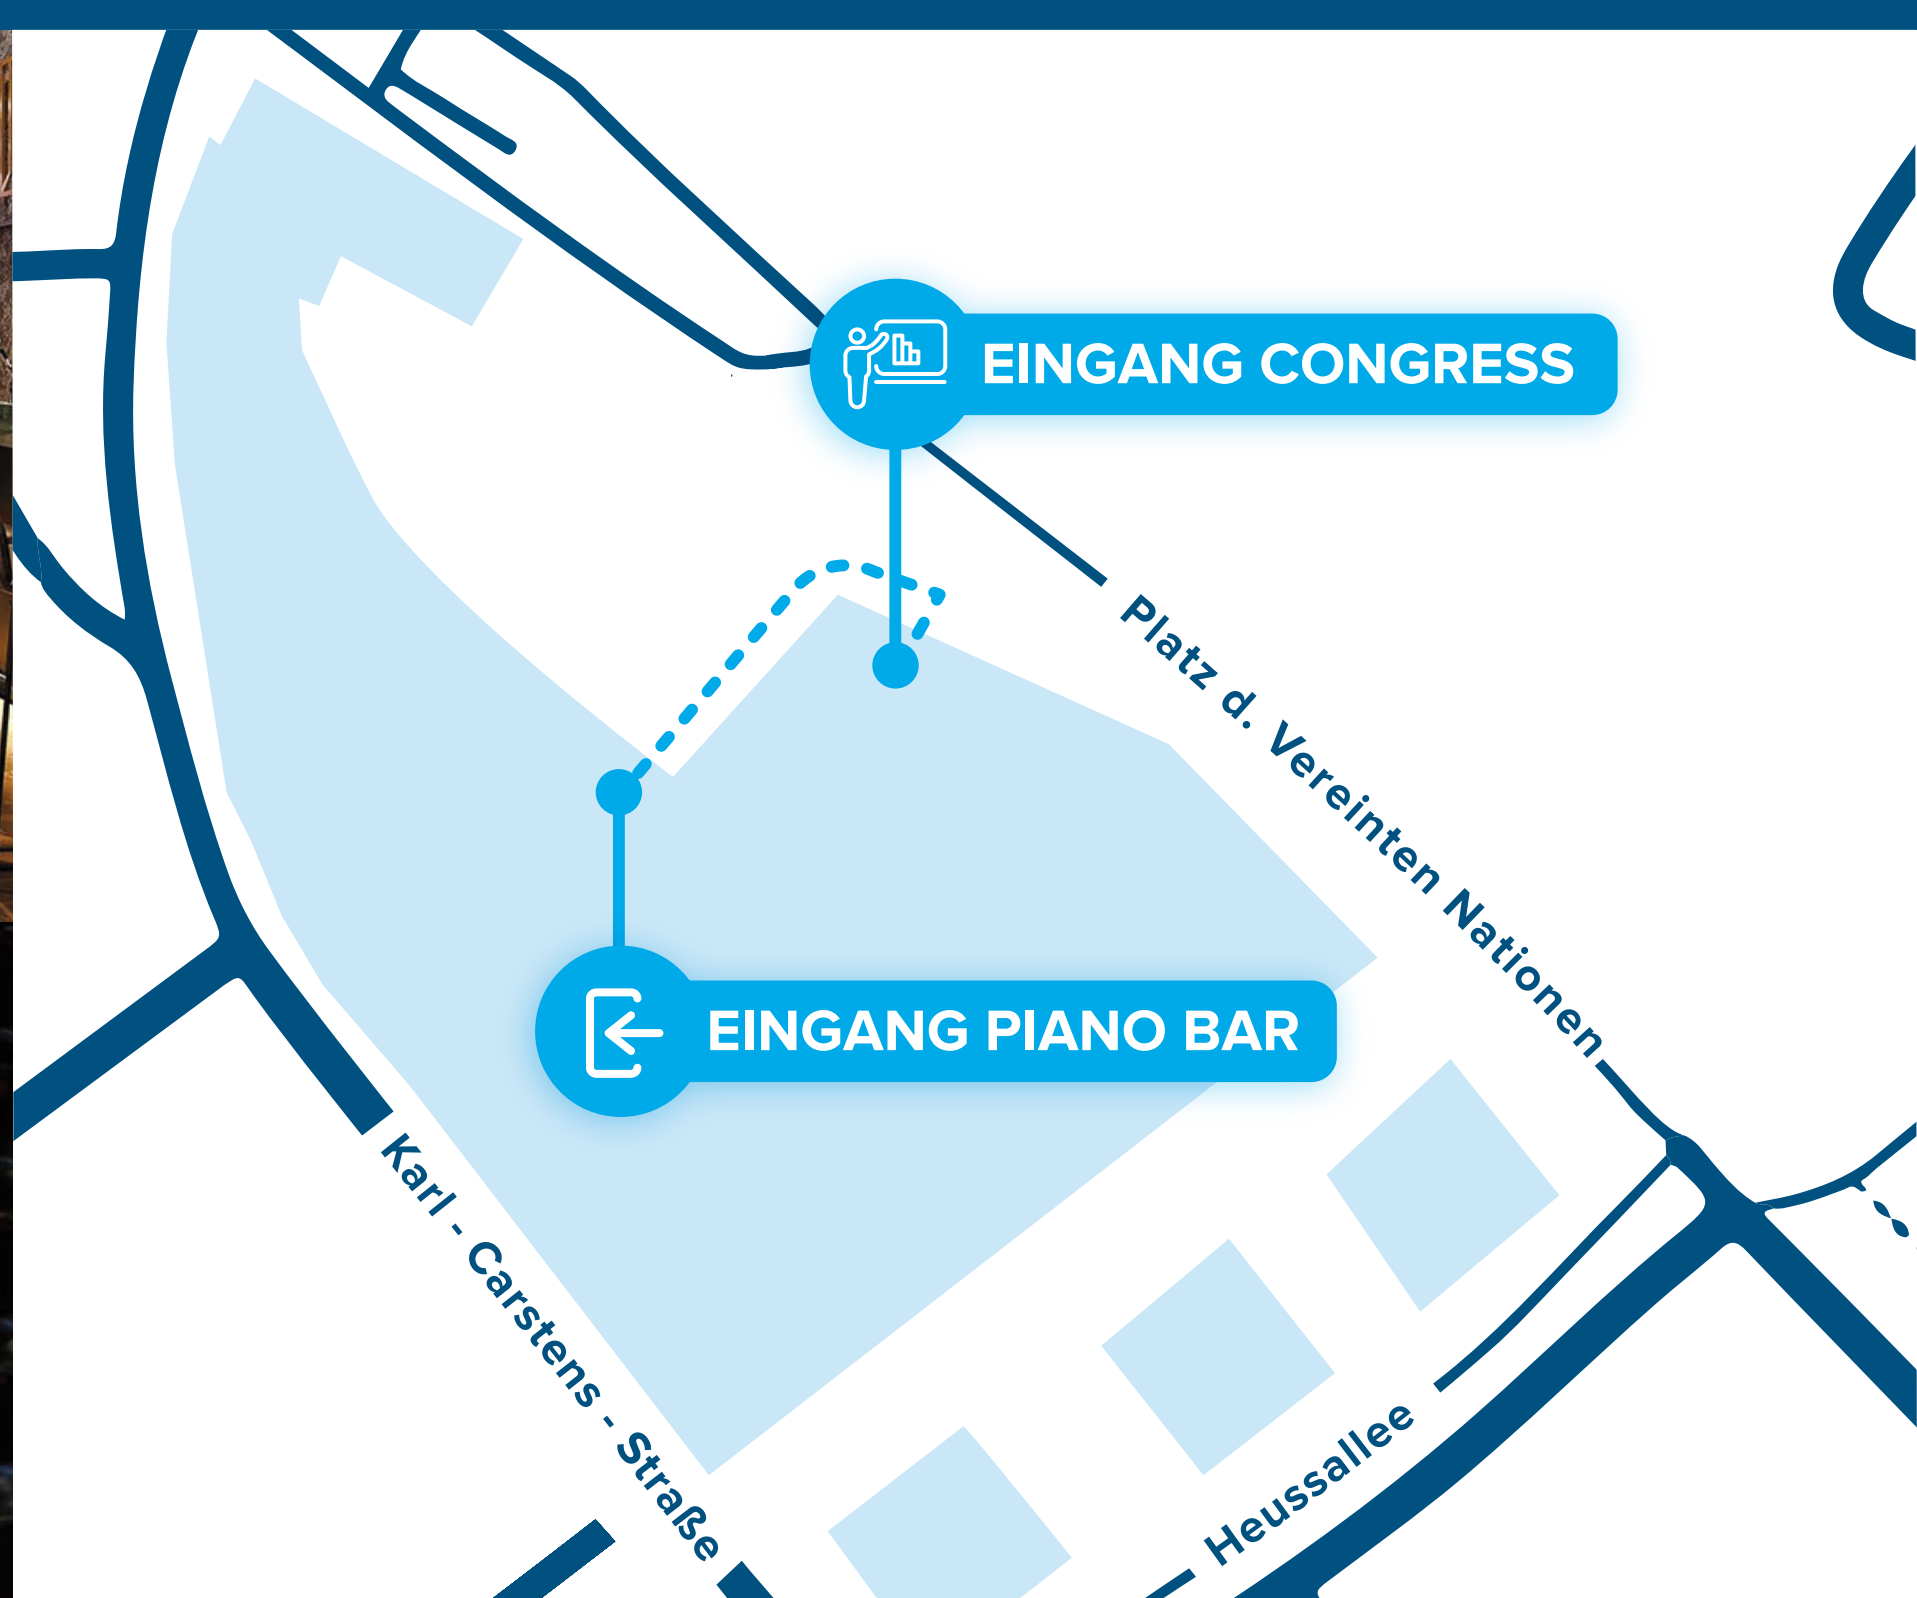 EINGANG CONGRESS
Platz d. Vereinten Nationen
EINGANG PIANO BAR
Karl - Carstens - Straße
Heussallee